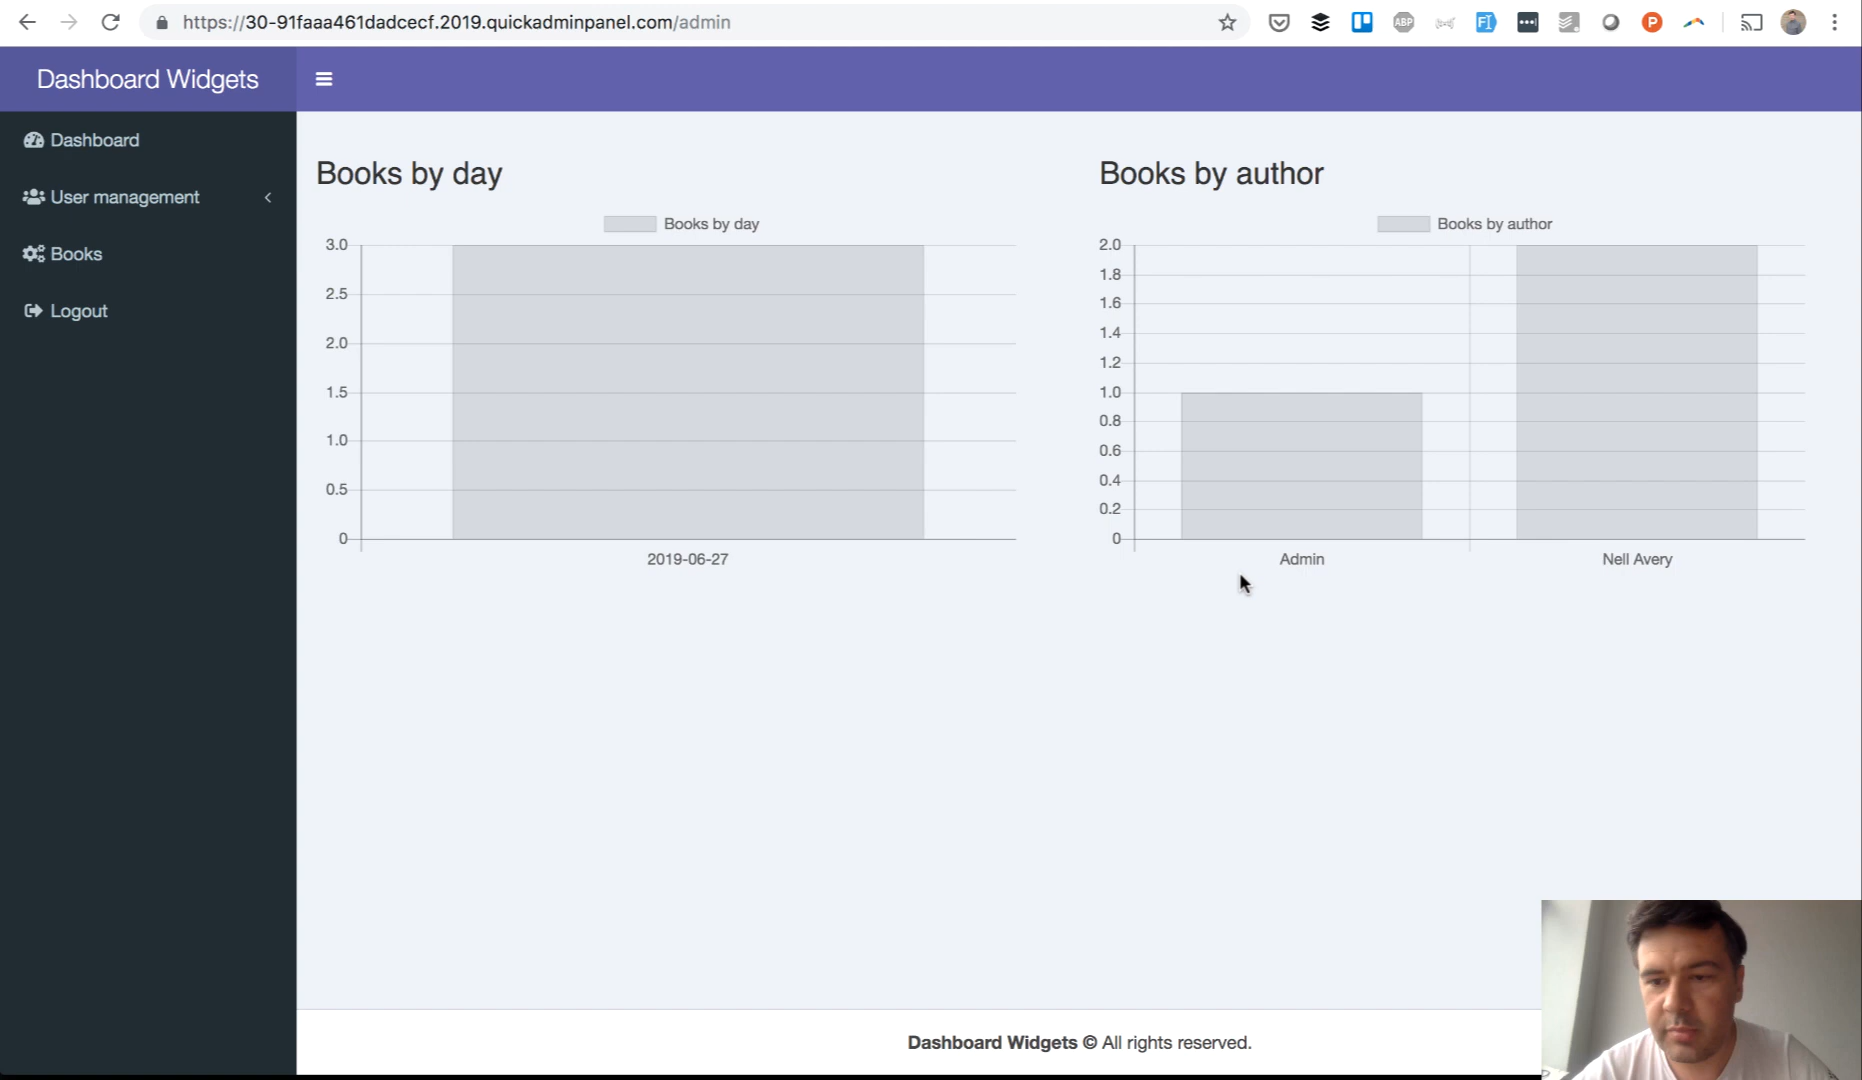 https://30-91faaa461dadcecf.2019.quickadminpanel.com/admin
ABP
P
Dashboard Widgets
Dashboard
User management
Books
Logout
Books by day
Books by day
3.0
2.5
2.0
1.5
1.0
0.5
0
2019-06-27
Books by author
Books by author
2.0
1.8
1.6
1.4
1.2
1.0
0.8
0.6
0.4
0.2
0
Admin
Nell Avery
Dashboard Widgets © All rights reserved.